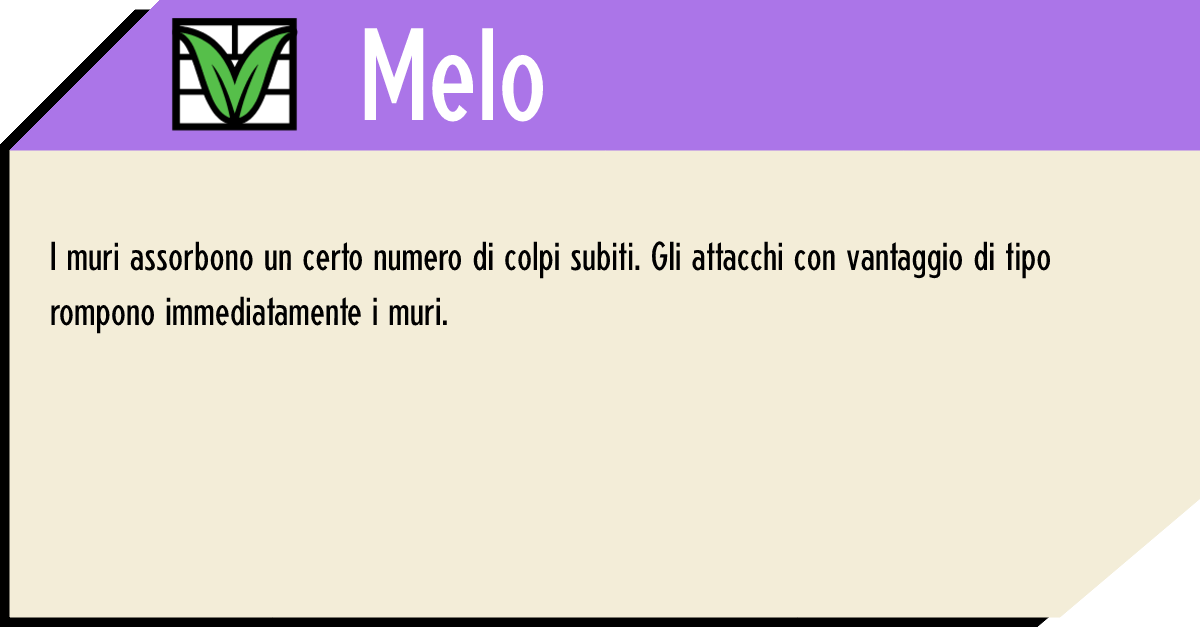 Melo
I muri assorbono un certo numero di colpi subiti. Gli attacchi con vantaggio di tipo
rompono immediatamente i muri.